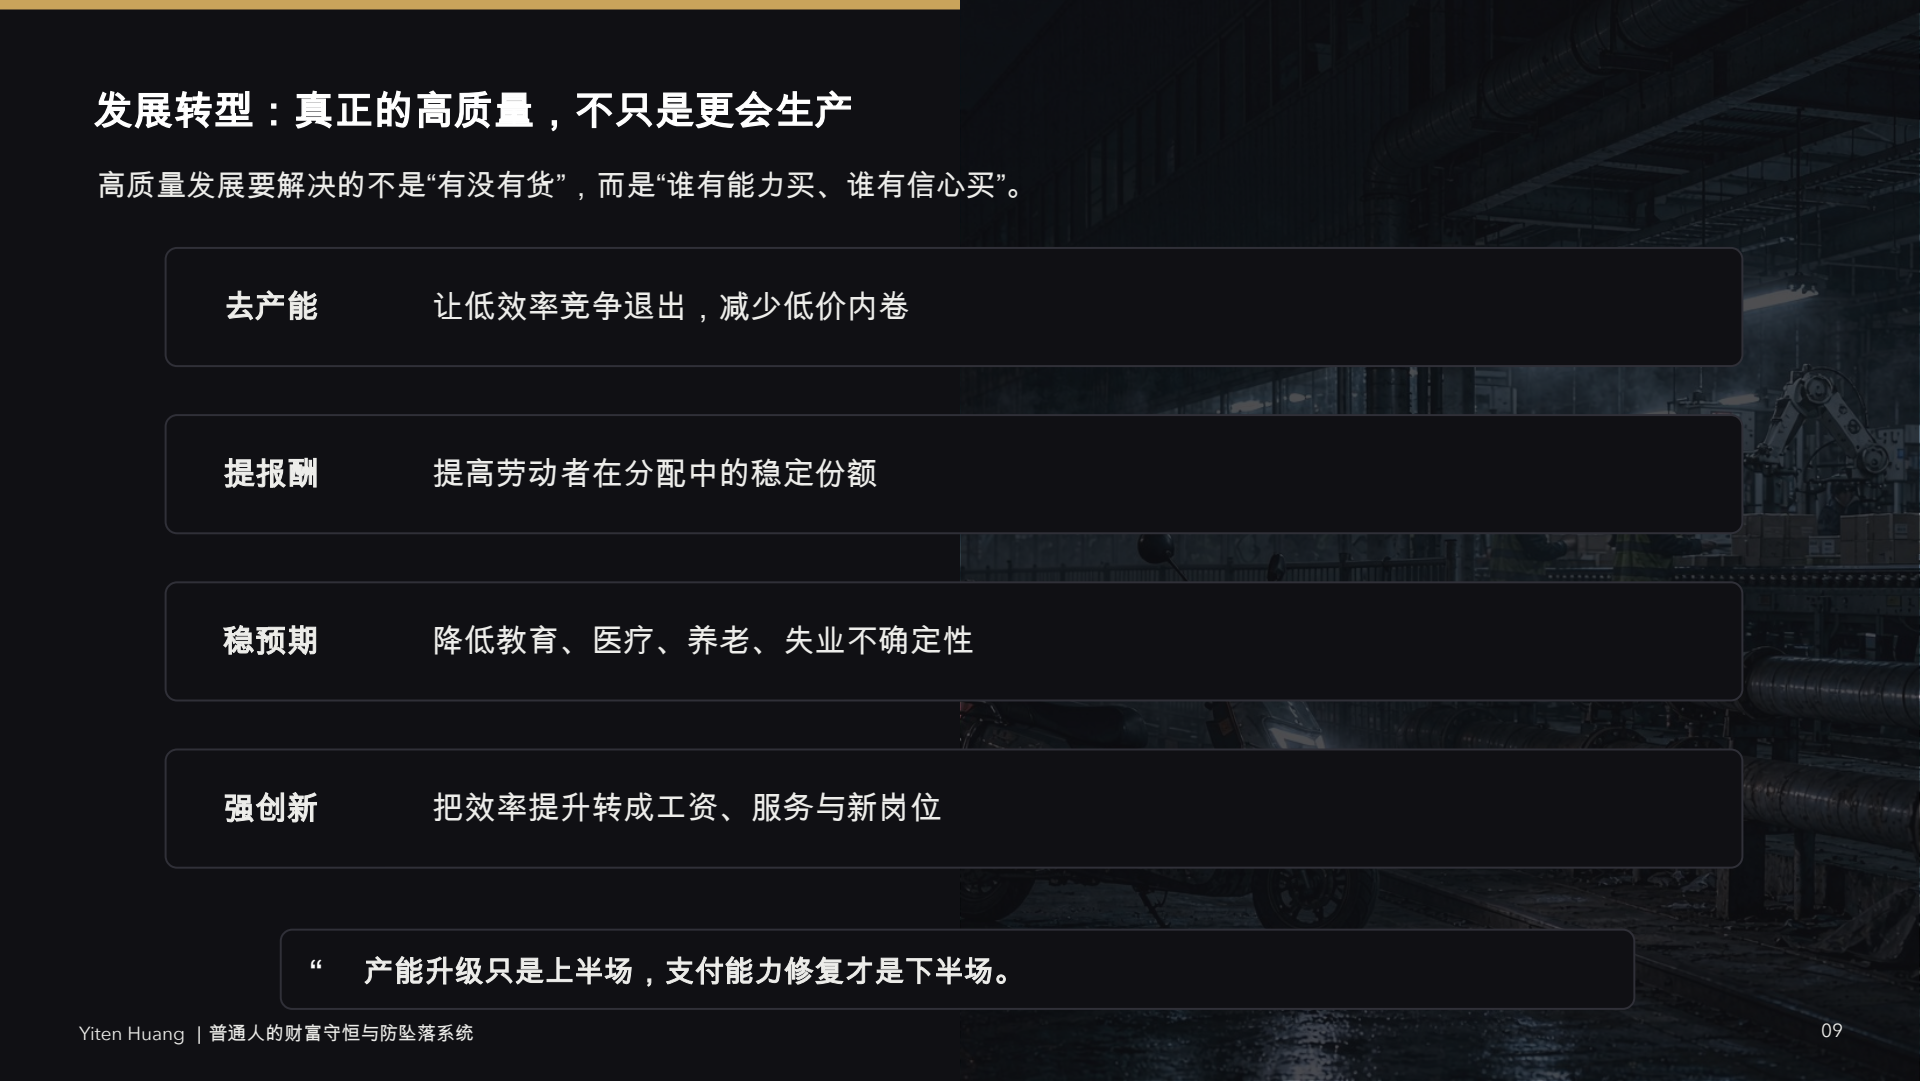 发展转型：真正的高质量，不只是更会生产
高质量发展要解决的不是“有没有货”，而是“谁有能力买、谁有信心买”。
去产能 让低效率竞争退出，减少低价内卷
提报酬 提高劳动者在分配中的稳定份额
稳预期 降低教育、医疗、养老、失业不确定性
强创新 把效率提升转成工资、服务与新岗位
“ 产能升级只是上半场，支付能力修复才是下半场。
Yiten Huang ｜普通人的财富守恒与防坠落系统
09